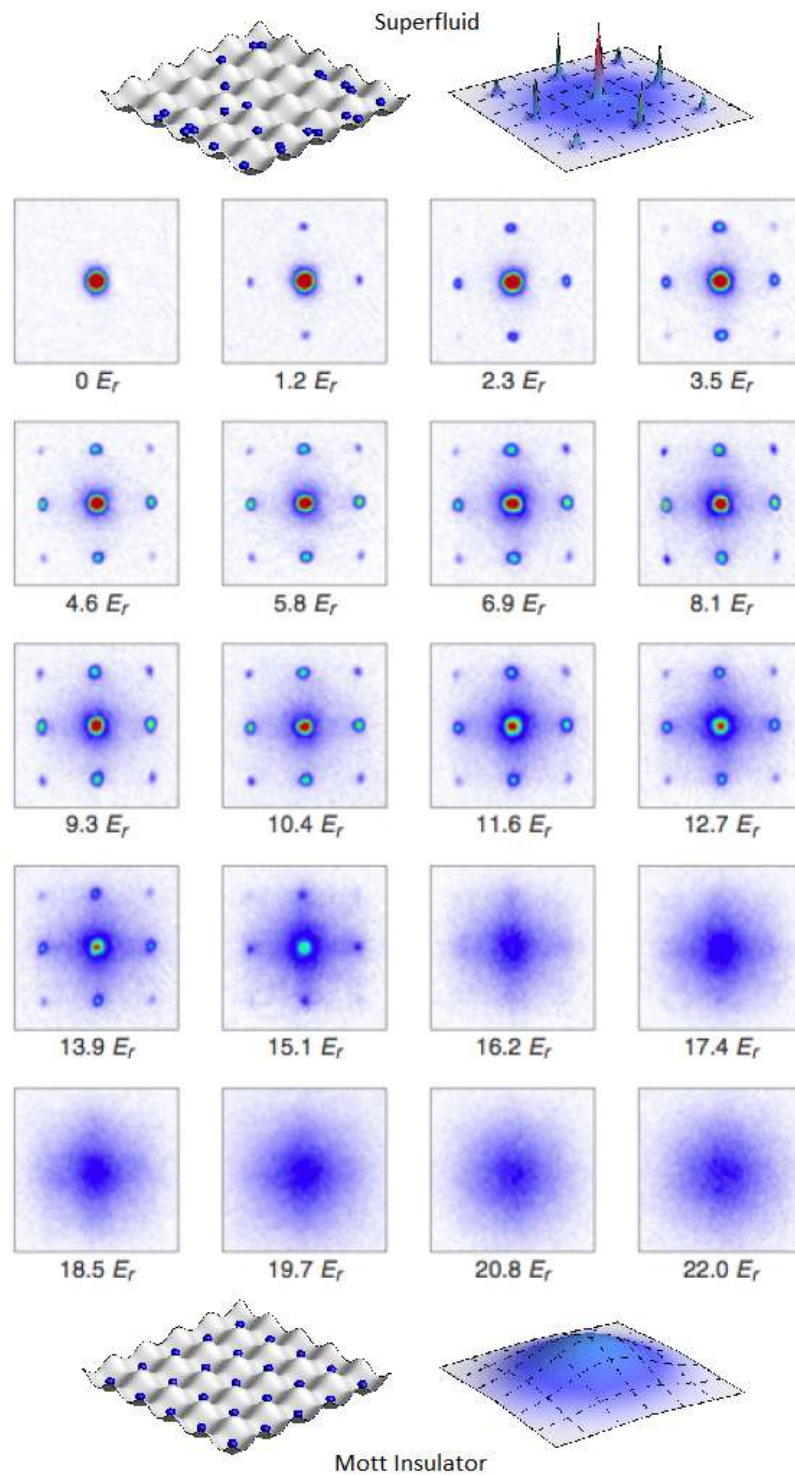 Superfluid
0 Er 1.2 Er 2.3 Er 3.5 Er
4.6 Er 5.8 Er 6.9 Er 8.1 Er
9.3 Er 10.4 Er 11.6 Er 12.7 Er
13.9 Er 15.1 Er 16.2 Er 17.4 Er
18.5 Er 19.7 Er 20.8 Er 22.0 Er
Mott Insulator